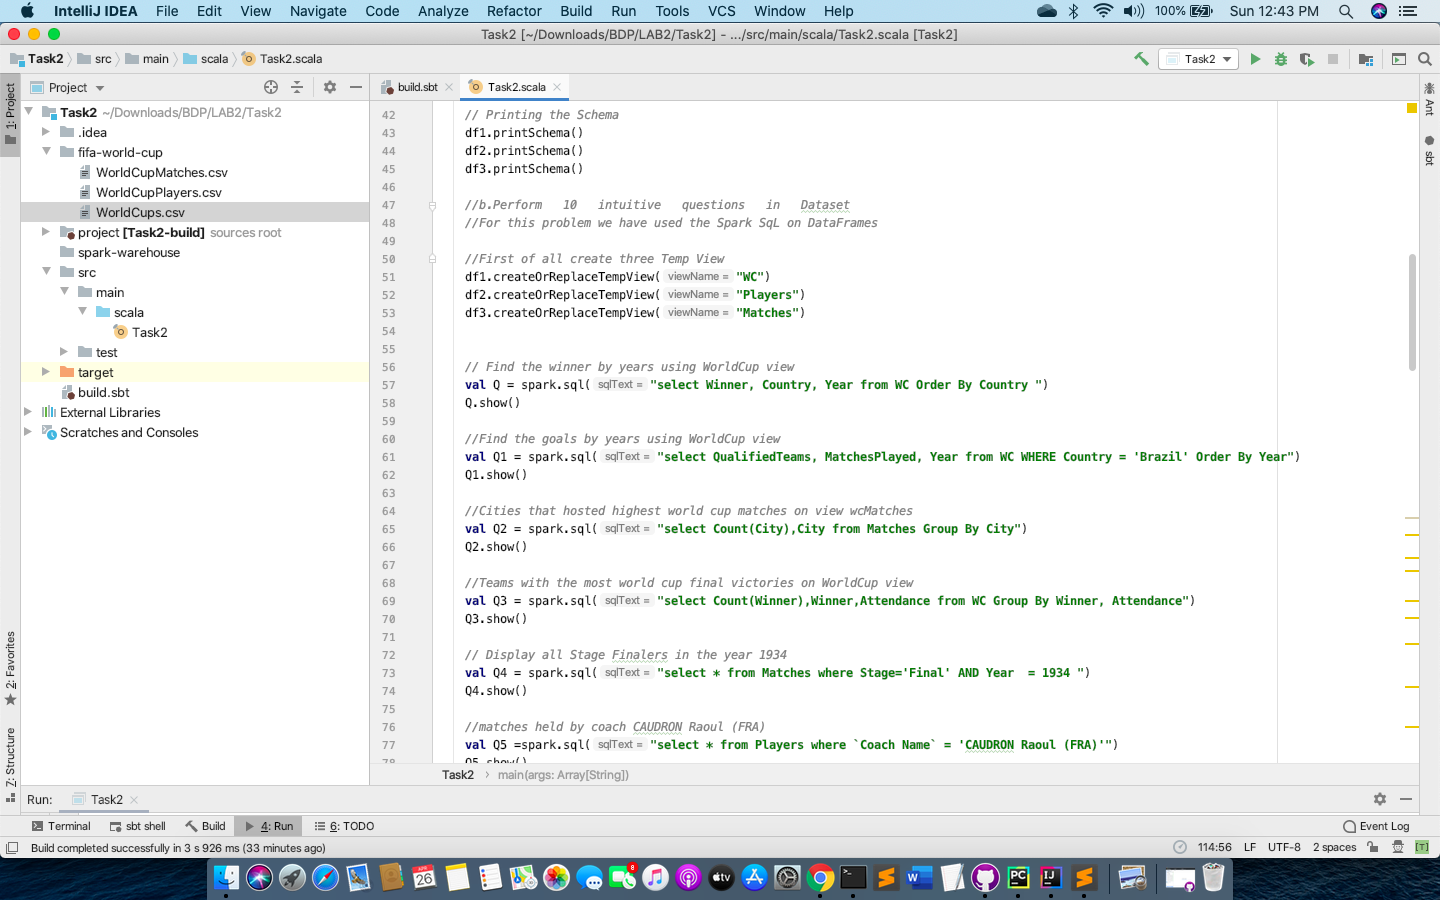 IntelliJ IDEA File Edit View Navigate Code Analyze Refactor Build Run Tools VCS Window Help 100% Sun 12:43 PM
Task2 [~/Downloads/BDP/LAB2/Task2] - .../src/main/scala/Task2.scala [Task2]
Task2 src main scala Task2.scala Task2
Project build.sbt Task2.scala
1: Project
2: Favorites
Z: Structure
Ant
sbt
Task2 ~/Downloads/BDP/LAB2/Task2
.idea
fifa-world-cup
WorldCupMatches.csv
WorldCupPlayers.csv
WorldCups.csv
project [Task2-build] sources root
spark-warehouse
src
main
scala
Task2
test
target
build.sbt
External Libraries
Scratches and Consoles
42 // Printing the Schema
43 df1.printSchema()
44 df2.printSchema()
45 df3.printSchema()
46
47 //b.Perform 10 intuitive questions in Dataset
48 //For this problem we have used the Spark SqL on DataFrames
49
50 //First of all create three Temp View
51 df1.createOrReplaceTempView( viewName = "WC")
52 df2.createOrReplaceTempView( viewName = "Players")
53 df3.createOrReplaceTempView( viewName = "Matches")
54
55
56 // Find the winner by years using WorldCup view
57 val Q = spark.sql( sqlText = "select Winner, Country, Year from WC Order By Country ")
58 Q.show()
59
60 //Find the goals by years using WorldCup view
61 val Q1 = spark.sql( sqlText = "select QualifiedTeams, MatchesPlayed, Year from WC WHERE Country = 'Brazil' Order By Year")
62 Q1.show()
63
64 //Cities that hosted highest world cup matches on view wcMatches
65 val Q2 = spark.sql( sqlText = "select Count(City),City from Matches Group By City")
66 Q2.show()
67
68 //Teams with the most world cup final victories on WorldCup view
69 val Q3 = spark.sql( sqlText = "select Count(Winner),Winner,Attendance from WC Group By Winner, Attendance")
70 Q3.show()
71
72 // Display all Stage Finalers in the year 1934
73 val Q4 = spark.sql( sqlText = "select * from Matches where Stage='Final' AND Year  = 1934 ")
74 Q4.show()
75
76 //matches held by coach CAUDRON Raoul (FRA)
77 val Q5 =spark.sql( sqlText = "select * from Players where `Coach Name` = 'CAUDRON Raoul (FRA)'")
78 Q5.show()
Task2 main(args: Array[String])
Run: Task2
Terminal sbt shell Build 4: Run 6: TODO Event Log
Build completed successfully in 3 s 926 ms (33 minutes ago) 114:56 LF UTF-8 2 spaces [T]
APR 26 8 tv W PC IJ